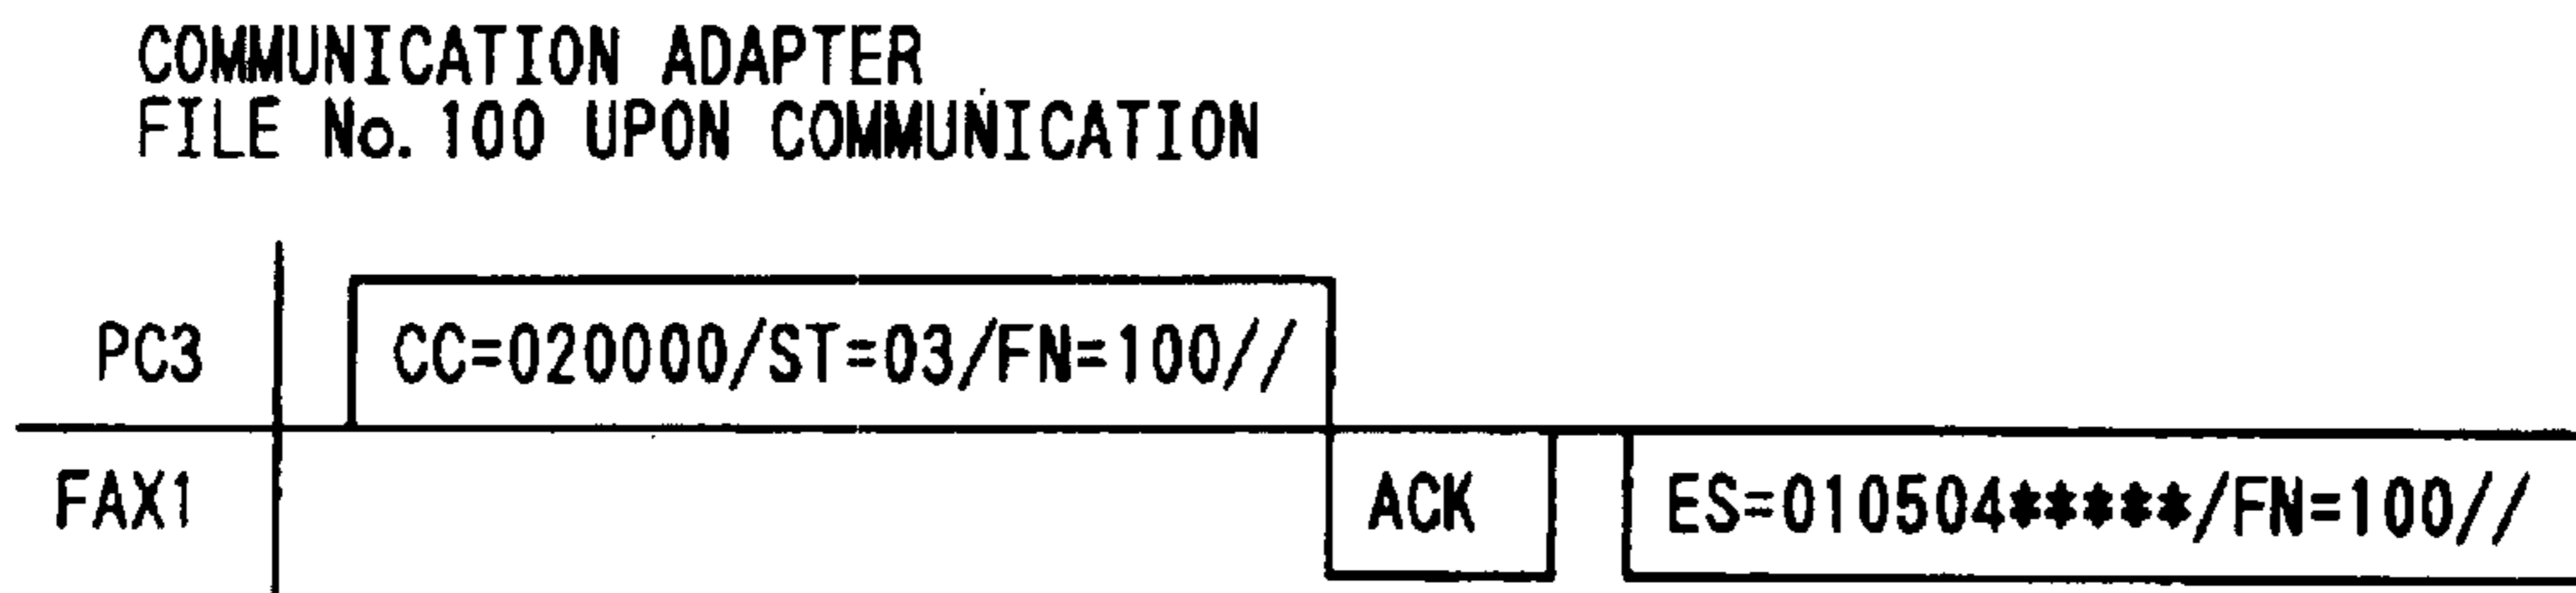 COMMUNICATION ADAPTER
FILE No. 100 UPON COMMUNICATION
PC3 CC=020000/ST=03/FN=100//
FAX1 ACK ES=010504*****/FN=100//